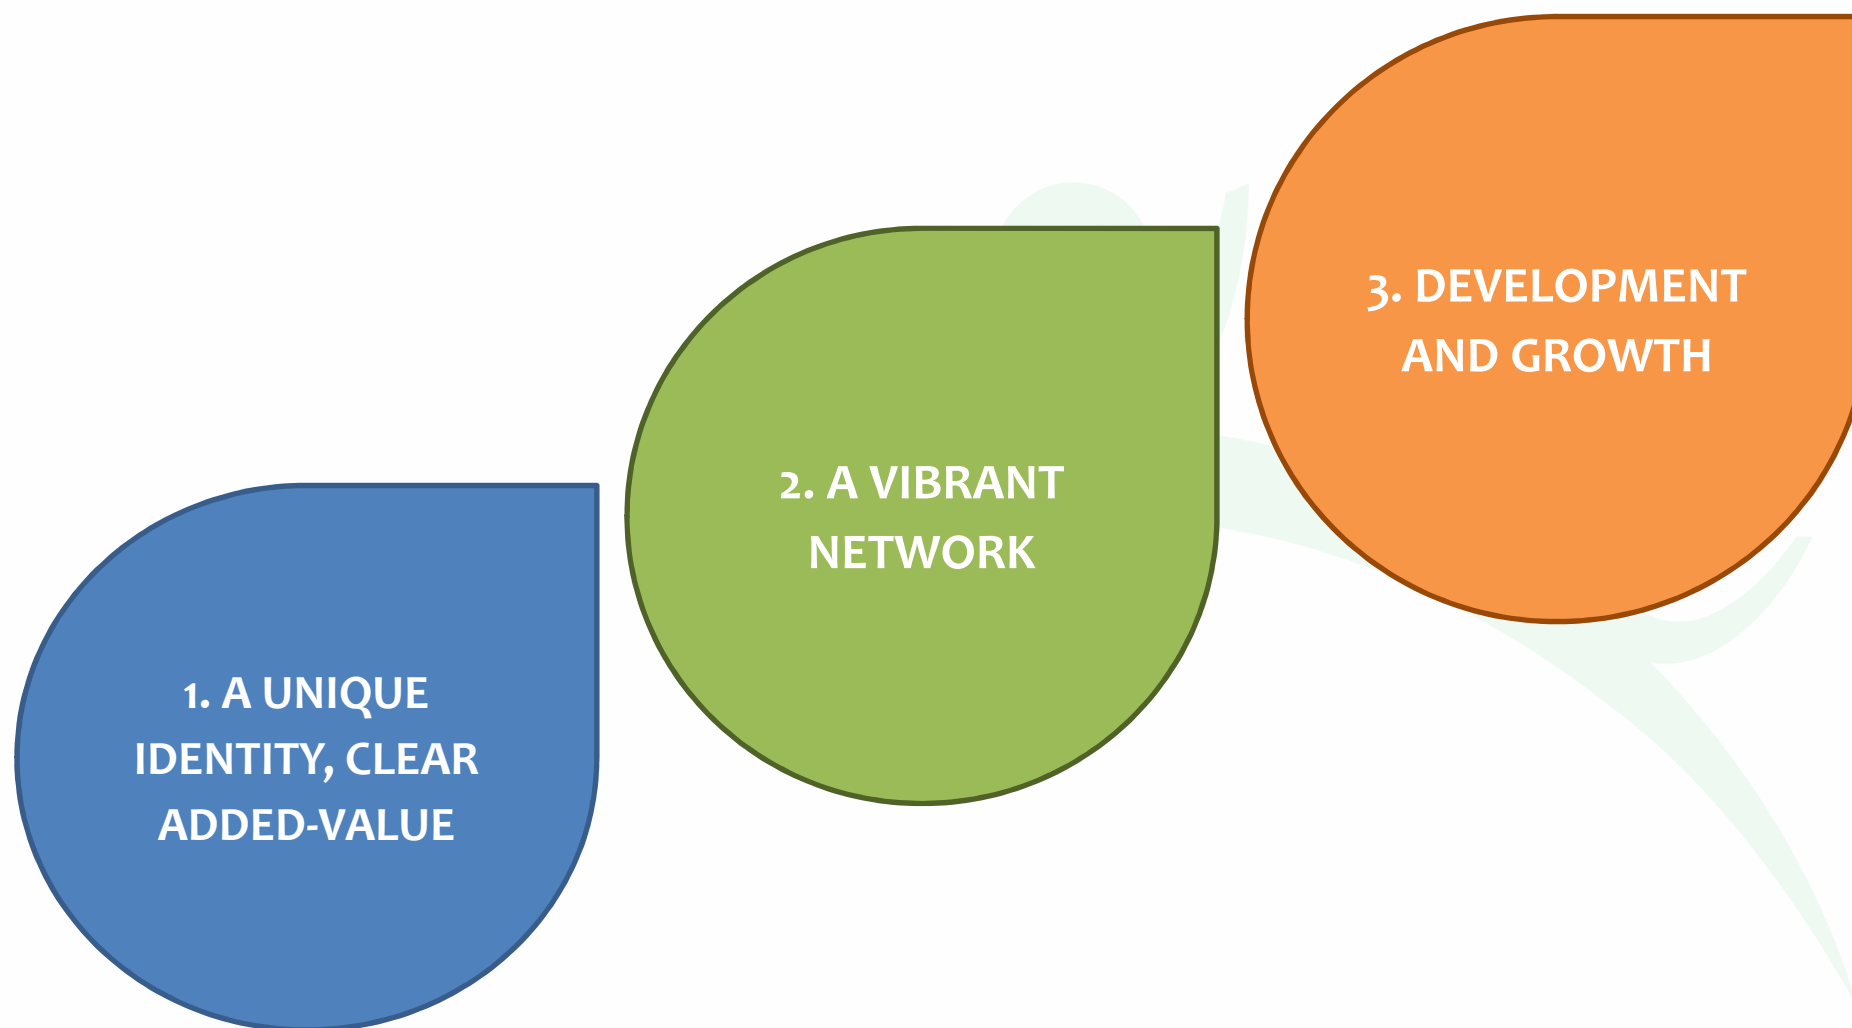 1. A UNIQUE
IDENTITY, CLEAR
ADDED-VALUE
2. A VIBRANT
NETWORK
3. DEVELOPMENT
AND GROWTH